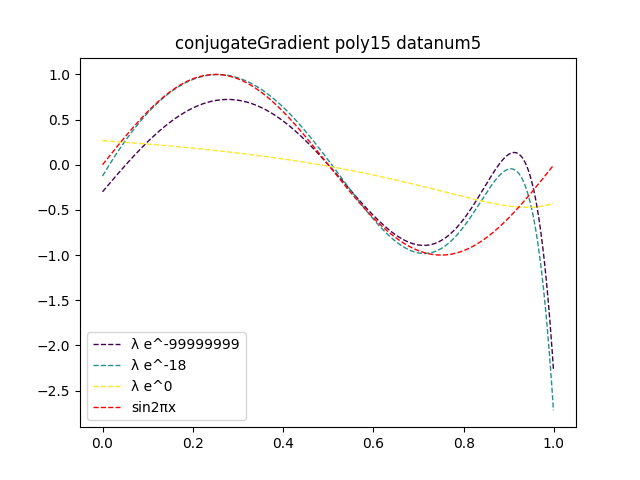 conjugateGradient poly15 datanum5
1.0
0.5
0.0
−0.5
−1.0
−1.5
−2.0
−2.5
λ e^-99999999
λ e^-18
λ e^0
sin2πx
0.0 0.2 0.4 0.6 0.8 1.0